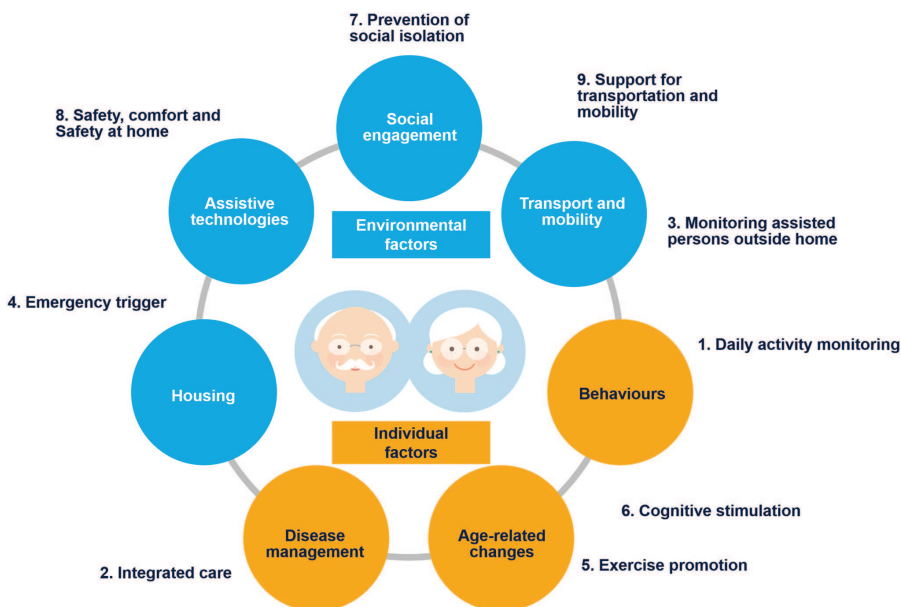 7. Prevention of
social isolation
9. Support for
transportation and
mobility
8. Safety, comfort and
Safety at home
Social
engagement
Assistive
technologies
Transport and
mobility
Environmental
factors
3. Monitoring assisted
persons outside home
4. Emergency trigger
1. Daily activity monitoring
Housing
Behaviours
Individual
factors
6. Cognitive stimulation
Disease
management
Age-related
changes
2. Integrated care
5. Exercise promotion